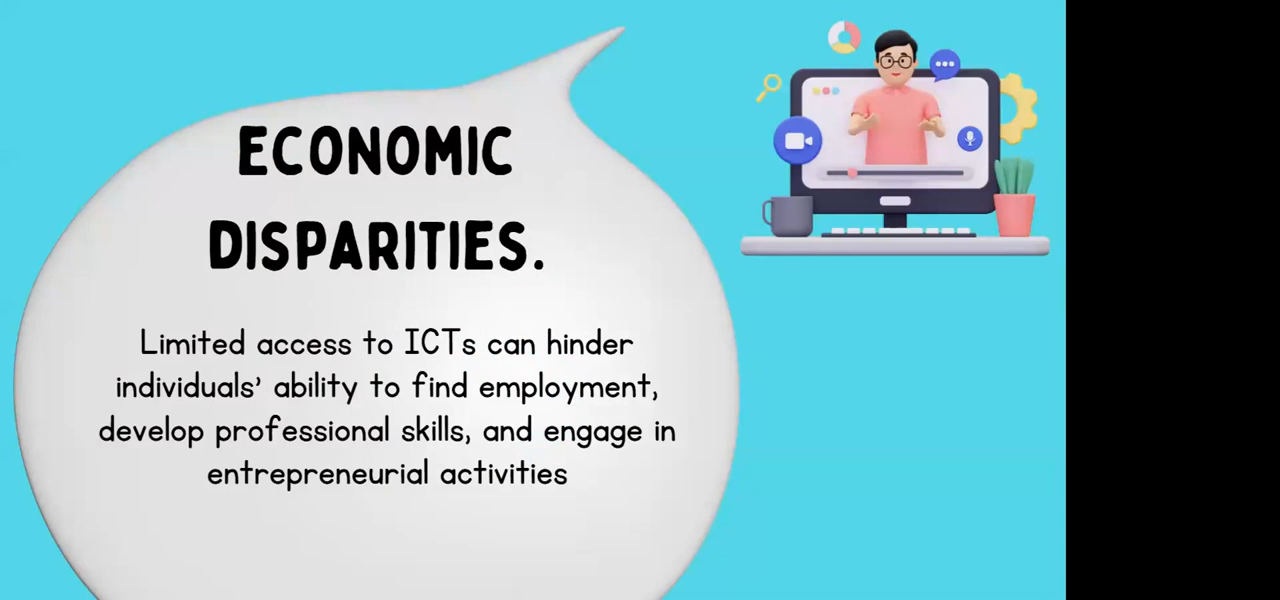 ECONOMIC
DISPARITIES.
Limited access to ICTs can hinder
individuals’ ability to find employment,
develop professional skills, and engage in
entrepreneurial activities